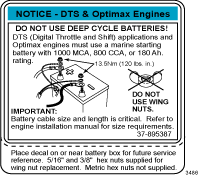 NOTICE - DTS & Optimax Engines
DO NOT USE DEEP CYCLE BATTERIES!
DTS (Digital Throttle and Shift) applications and
Optimax engines must use a marine starting
battery with 1000 MCA, 800 CCA, or 180 Ah.
rating.
13.5Nm (120 lbs. in.)
DO NOT
USE WING
NUTS.
IMPORTANT:
Battery cable size and length is critical. Refer to
engine installation manual for size requirements.
37-895387
Place decal on or near battery box for future service
reference. 5/16" and 3/8" hex nuts supplied for
wing nut replacement. Metric hex nuts not supplied
3486